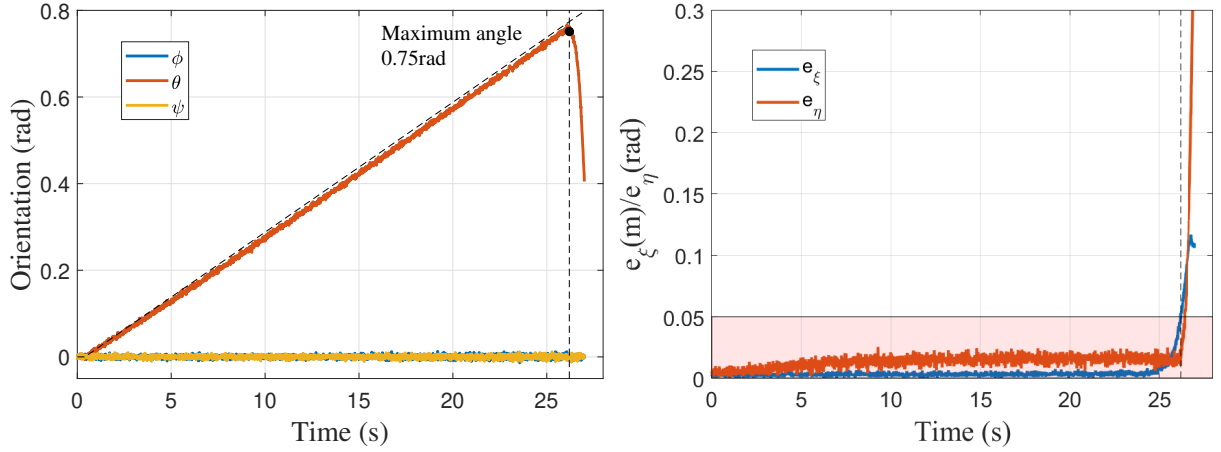 Maximum angle
0.75rad
ϕ
θ
ψ
0.8
0.6
0.4
0.2
0
0
5
10
15
20
25
Orientation (rad)
Time (s)
e_ξ
e_η
0.3
0.25
0.2
0.15
0.1
0.05
0
0
5
10
15
20
25
e_ξ(m)/e_η(rad)
Time (s)